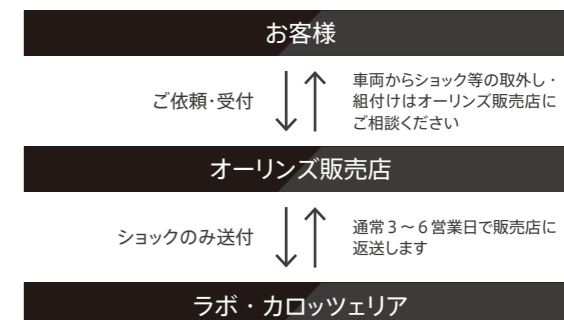 お客様
ご依頼・受付
車両からショック等の取外し・
組付けはオーリンズ販売店に
ご相談ください
オーリンズ販売店
ショックのみ送付
通常3～6営業日で販売店に
返送します
ラボ・カロッツェリア